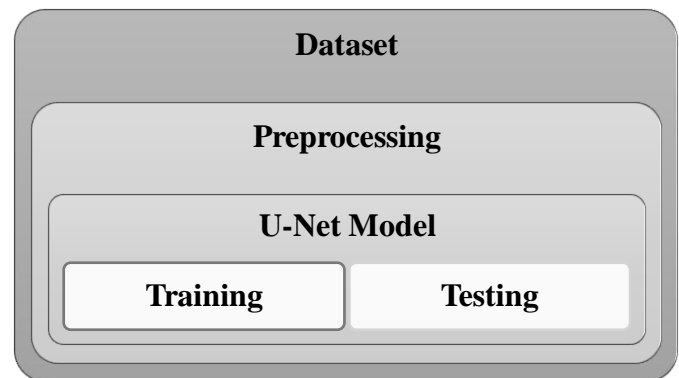 Dataset
Preprocessing
U-Net Model
Training Testing